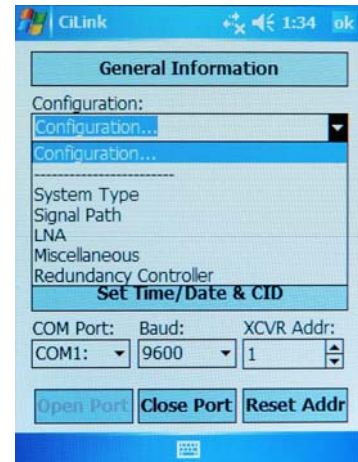 CiLink 1:34 ok
General Information
Configuration:
Configuration...
Configuration...
------------------------
System Type
Signal Path
LNA
Miscellaneous
Redundancy Controller
Set Time/Date & CID
COM Port: Baud: XCVR Addr:
COM1: 9600 1
Open Port Close Port Reset Addr